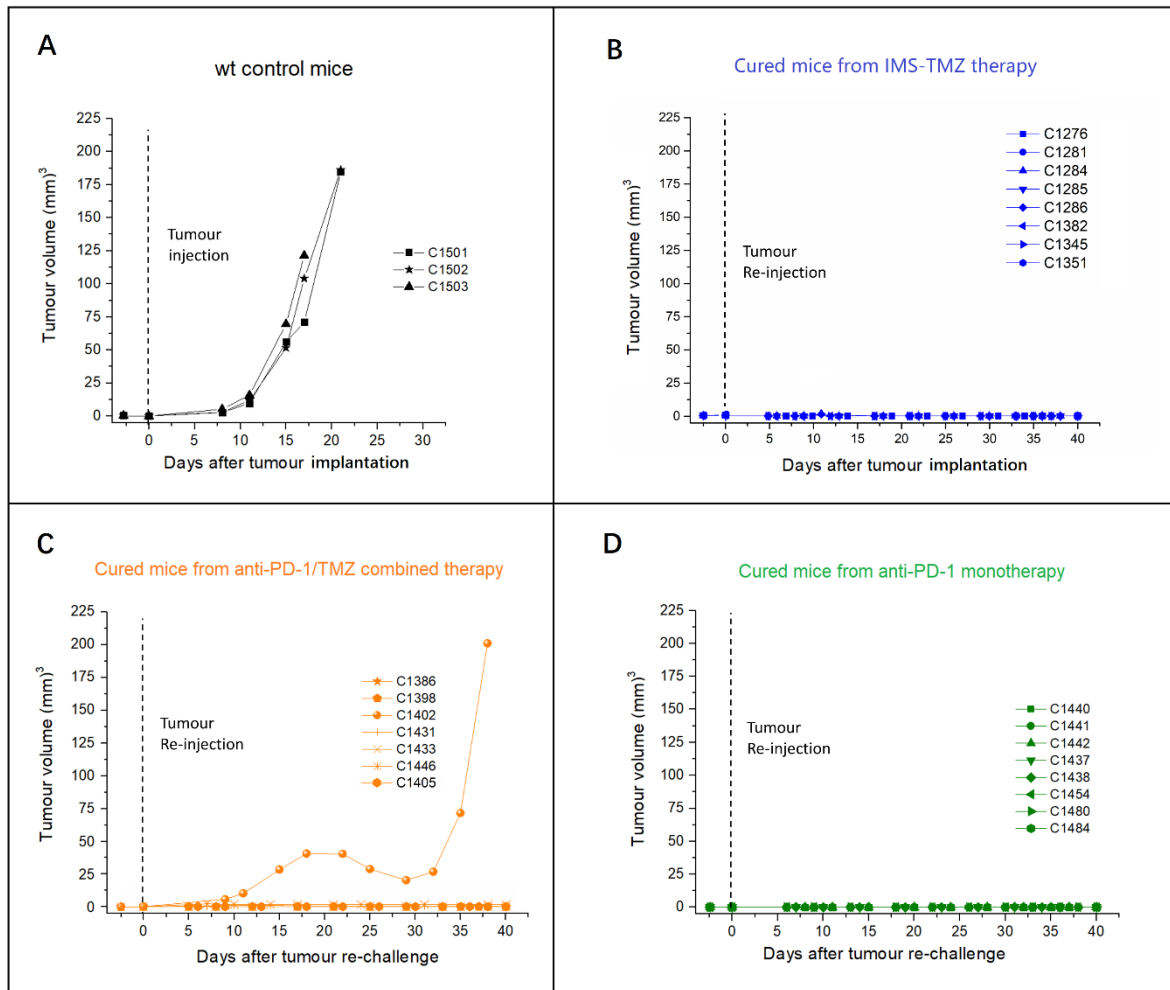 A
wt control mice
225
200
175
150
125
100
75
50
25
0
Tumour volume (mm)³
Tumour
injection
C1501
C1502
C1503
0 5 10 15 20 25 30
Days after tumour implantation
B
Cured mice from IMS-TMZ therapy
225
200
175
150
125
100
75
50
25
0
Tumour volume (mm)³
Tumour
Re-injection
C1276
C1281
C1284
C1285
C1286
C1382
C1345
C1351
0 5 10 15 20 25 30 35 40
Days after tumour implantation
C
Cured mice from anti-PD-1/TMZ combined therapy
225
200
175
150
125
100
75
50
25
0
Tumour volume (mm)³
Tumour
Re-injection
C1386
C1398
C1402
C1431
C1433
C1446
C1405
0 5 10 15 20 25 30 35 40
Days after tumour re-challenge
D
Cured mice from anti-PD-1 monotherapy
225
200
175
150
125
100
75
50
25
0
Tumour volume (mm)³
Tumour
Re-injection
C1440
C1441
C1442
C1437
C1438
C1454
C1480
C1484
0 5 10 15 20 25 30 35 40
Days after tumour re-challenge